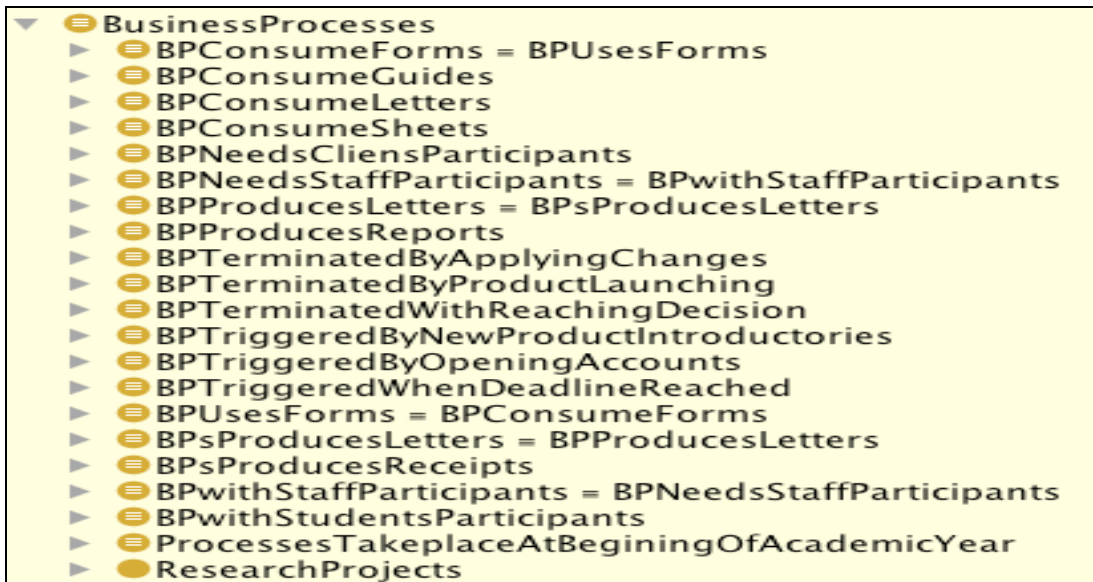 BusinessProcesses
BPConsumeForms = BPUsesForms
BPConsumeGuides
BPConsumeLetters
BPConsumeSheets
BPNeedsCliensParticipants
BPNeedsStaffParticipants = BPwithStaffParticipants
BPProducesLetters = BPsProducesLetters
BPProducesReports
BPTerminatedByApplyingChanges
BPTerminatedByProductLaunching
BPTerminatedWithReachingDecision
BPTriggeredByNewProductIntroductories
BPTriggeredByOpeningAccounts
BPTriggeredWhenDeadlineReached
BPUsesForms = BPConsumeForms
BPsProducesLetters = BPProducesLetters
BPsProducesReceipts
BPwithStaffParticipants = BPNeedsStaffParticipants
BPwithStudentsParticipants
ProcessesTakeplaceAtBeginingOfAcademicYear
ResearchProjects